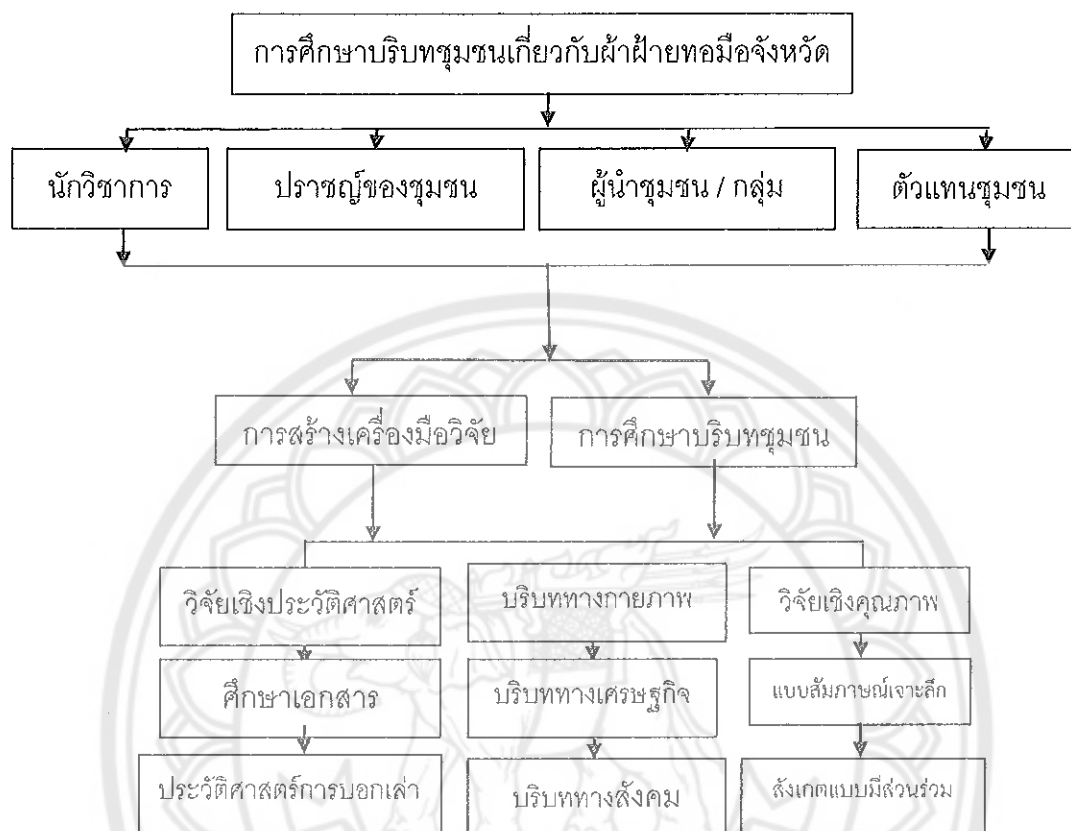 การศึกษาบริบทชุมชนเกี่ยวกับผ้าฝ้ายทอมือจังหวัด
นักวิชาการ
ปราชญ์ของชุมชน
ผู้นำชุมชน / กลุ่ม
ตัวแทนชุมชน
การสร้างเครื่องมือวิจัย
การศึกษาบริบทชุมชน
วิจัยเชิงประวัติศาสตร์
บริบททางกายภาพ
วิจัยเชิงคุณภาพ
ศึกษาเอกสาร
บริบททางเศรษฐกิจ
แบบสัมภาษณ์เจาะลึก
ประวัติศาสตร์การบอกเล่า
บริบททางสังคม
สังเกตแบบมีส่วนร่วม